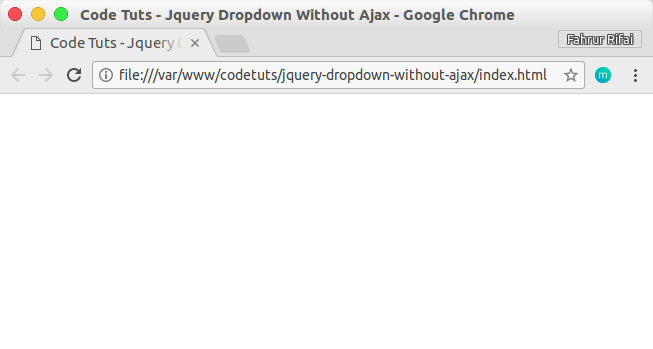 Code Tuts - Jquery Dropdown Without Ajax - Google Chrome
Code Tuts - Jquery D
Fahrur Rifai
file:///var/www/codetuts/jquery-dropdown-without-ajax/index.html
m